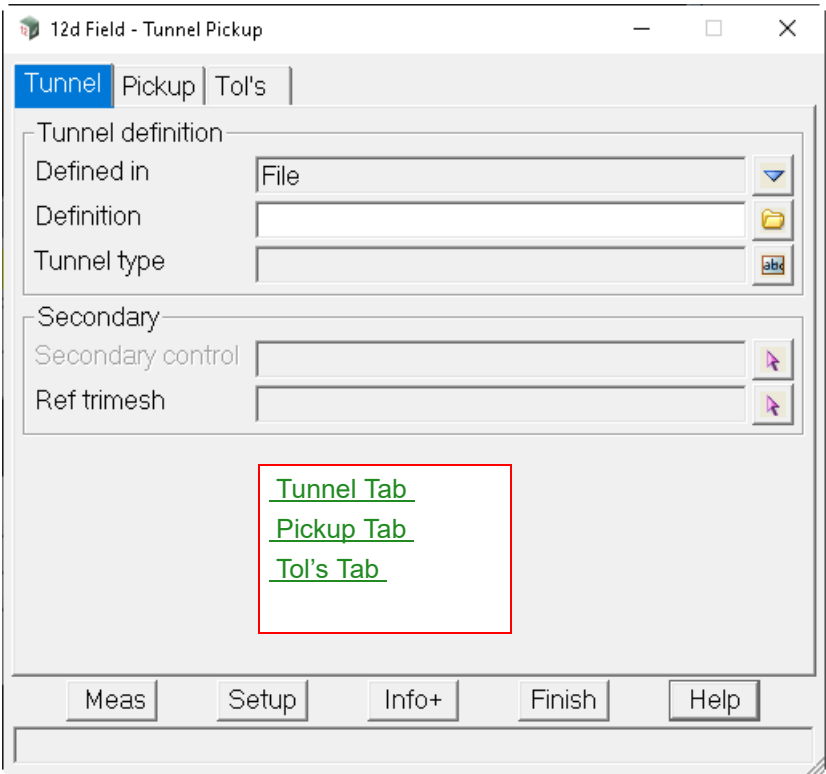 12d Field - Tunnel Pickup
Tunnel Pickup Tol's
Tunnel definition
Defined in File
Definition
Tunnel type abc
Secondary
Secondary control
Ref trimesh
Tunnel Tab
Pickup Tab
Tol’s Tab
Meas Setup Info+ Finish Help